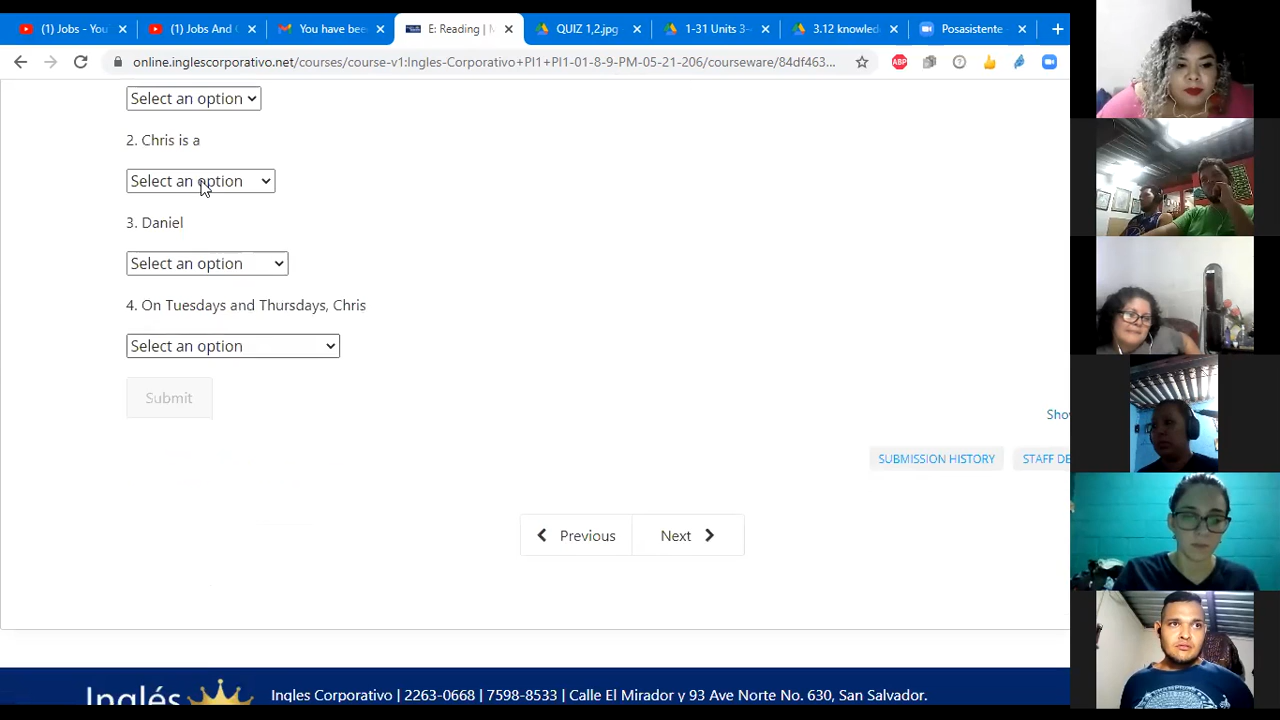 (1) Jobs - You
(1) Jobs And
You have bee
E: Reading | M
QUIZ 1,2.jpg
1-31 Units 3-
3.12 knowled
Posasistente
online.inglescorporativo.net/courses/course-v1:Ingles-Corporativo+PI1+PI1-01-8-9-PM-05-21-206/courseware/84df463...
ABP
Select an option
2. Chris is a
Select an option
3. Daniel
Select an option
4. On Tuesdays and Thursdays, Chris
Select an option
Submit
Sho
SUBMISSION HISTORY
STAFF DE
Previous
Next
Inglés
Ingles Corporativo | 2263-0668 | 7598-8533 | Calle El Mirador y 93 Ave Norte No. 630, San Salvador.